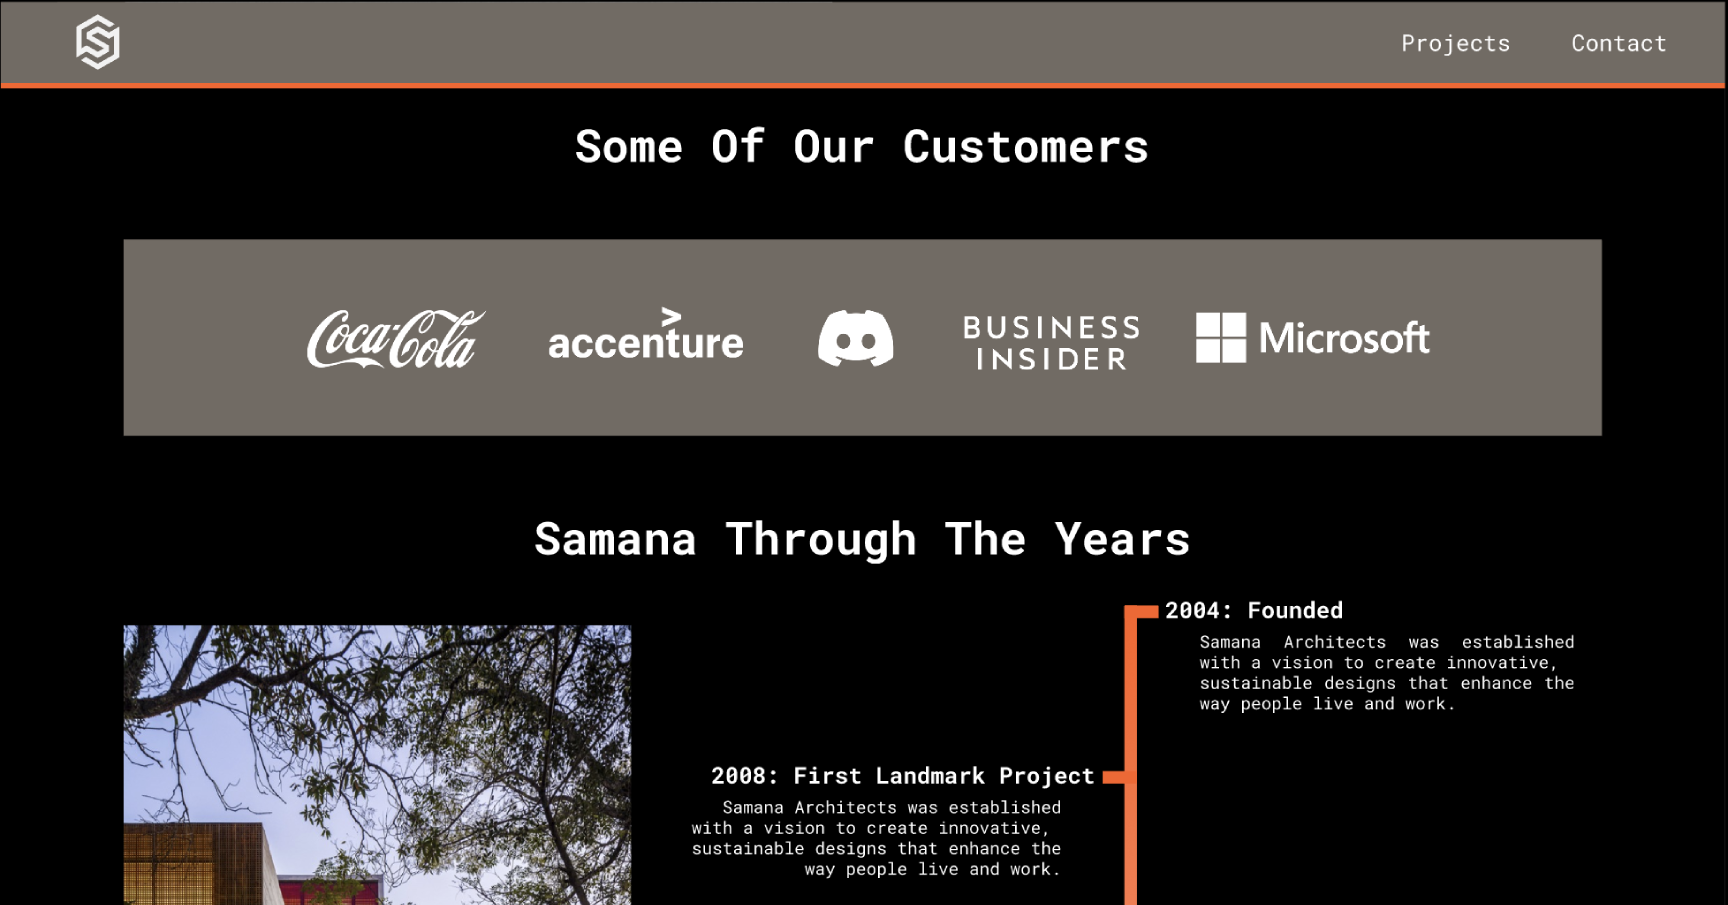 Projects Contact
Some Of Our Customers
Coca-Cola
accenture
BUSINESS
INSIDER
Microsoft
Samana Through The Years
2004: Founded
Samana Architects was established
with a vision to create innovative,
sustainable designs that enhance the
way people live and work.
2008: First Landmark Project
Samana Architects was established
with a vision to create innovative,
sustainable designs that enhance the
way people live and work.